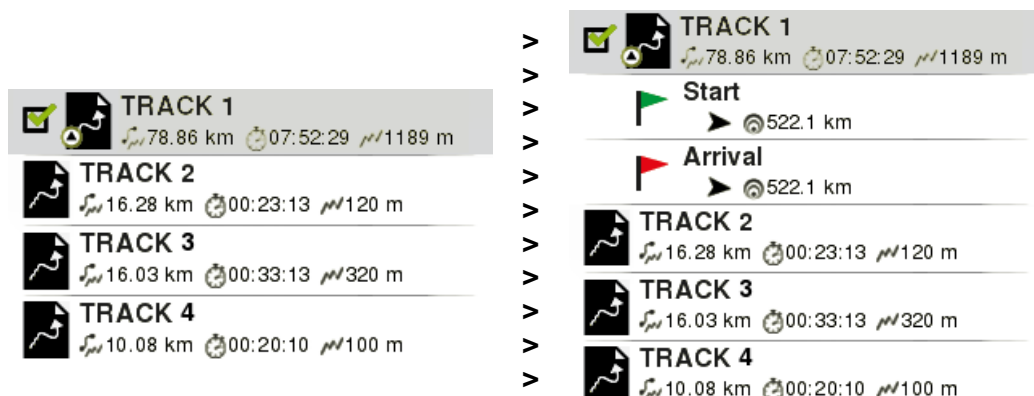 TRACK 1
78.86 km 07:52:29 1189 m
TRACK 2
16.28 km 00:23:13 120 m
TRACK 3
16.03 km 00:33:13 320 m
TRACK 4
10.08 km 00:20:10 100 m
>
>
>
>
>
>
>
>
>
>
>
TRACK 1
78.86 km 07:52:29 1189 m
Start
522.1 km
Arrival
522.1 km
TRACK 2
16.28 km 00:23:13 120 m
TRACK 3
16.03 km 00:33:13 320 m
TRACK 4
10.08 km 00:20:10 100 m